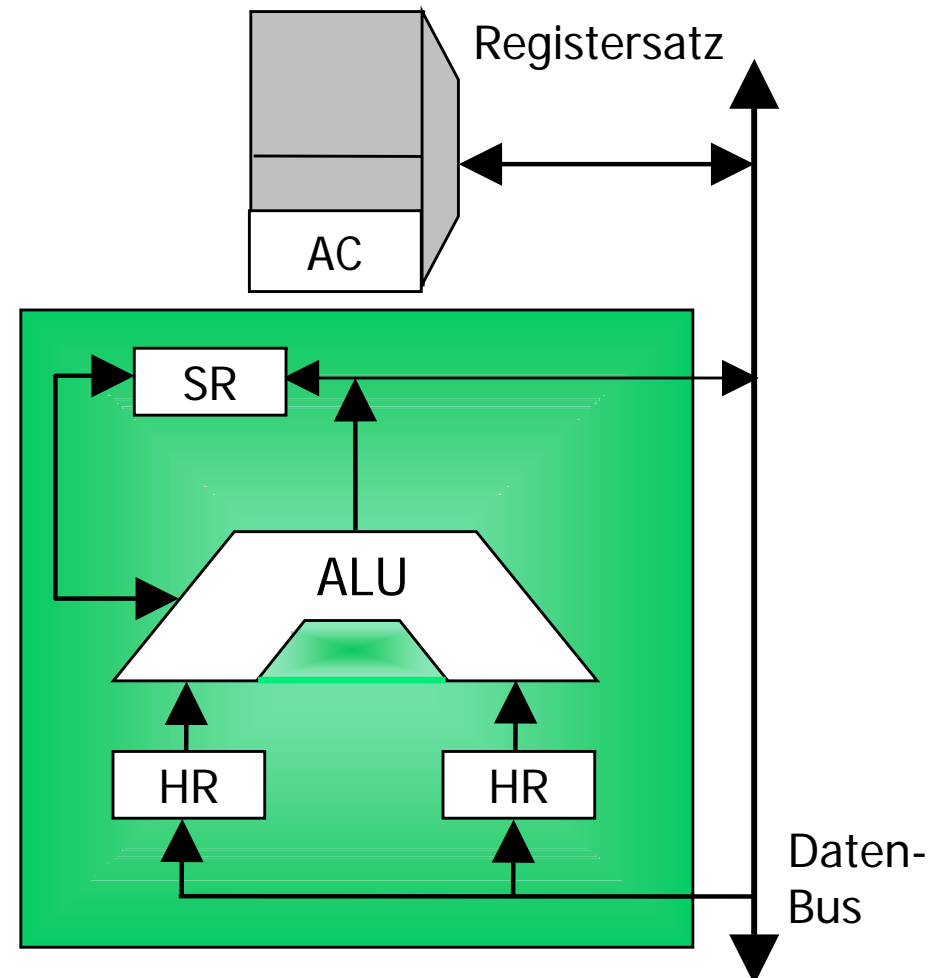 Registersatz
AC
SR
ALU
HR
HR
Daten-
Bus